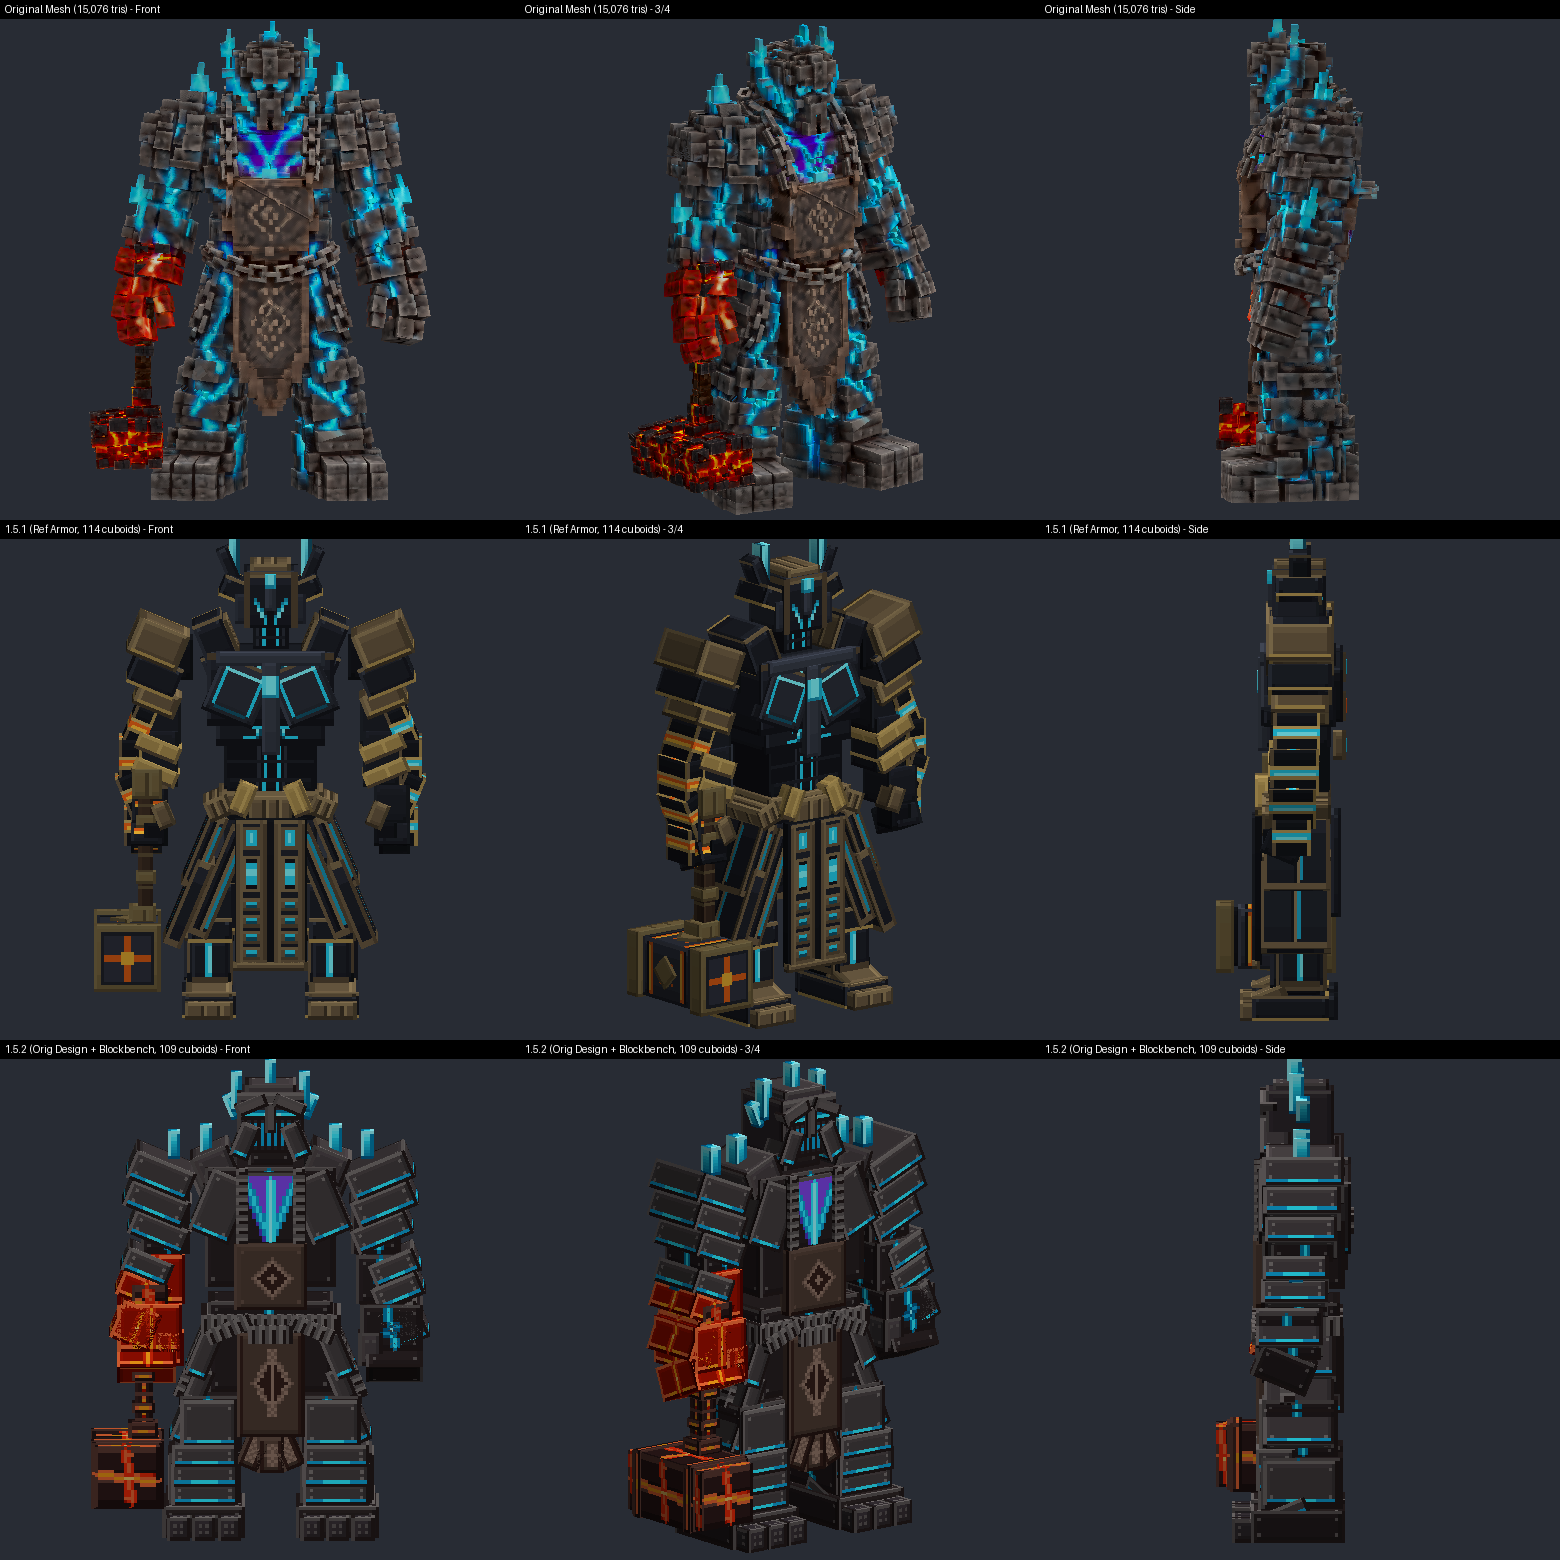 Original Mesh (15,076 tris) - Front
Original Mesh (15,076 tris) - 3/4
Original Mesh (15,076 tris) - Side
1.5.1 (Ref Armor, 114 cuboids) - Front
1.5.1 (Ref Armor, 114 cuboids) - 3/4
1.5.1 (Ref Armor, 114 cuboids) - Side
1.5.2 (Orig Design + Blockbench, 109 cuboids) - Front
1.5.2 (Orig Design + Blockbench, 109 cuboids) - 3/4
1.5.2 (Orig Design + Blockbench, 109 cuboids) - Side